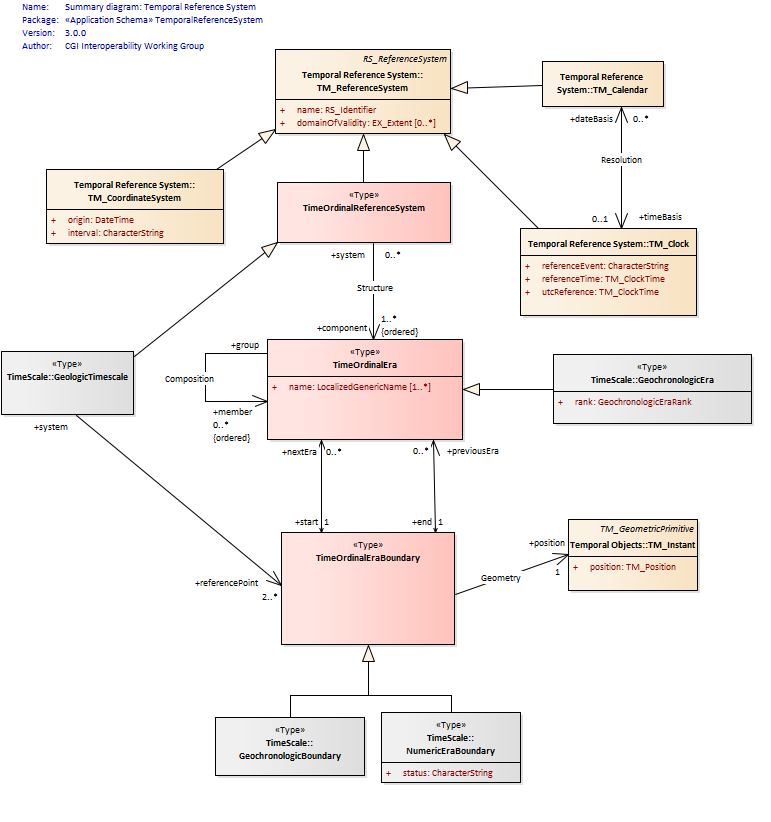 Name: Summary diagram: Temporal Reference System
Package: «Application Schema» TemporalReferenceSystem
Version: 3.0.0
Author: CGI Interoperability Working Group
RS_ReferenceSystem
Temporal Reference System::
TM_ReferenceSystem
+ name: RS_Identifier
+ domainOfValidity: EX_Extent [0..*]
Temporal Reference
System::TM_Calendar
+dateBasis 0..*
Resolution
0..1 +timeBasis
Temporal Reference System::
TM_CoordinateSystem
+ origin: DateTime
+ interval: CharacterString
«Type»
TimeOrdinalReferenceSystem
Temporal Reference System::TM_Clock
+ referenceEvent: CharacterString
+ referenceTime: TM_ClockTime
+ utcReference: TM_ClockTime
+system 0..*
Structure
+component 1..*
{ordered}
«Type»
TimeScale::GeologicTimescale
+system
+group
Composition
+member
0..*
{ordered}
«Type»
TimeOrdinalEra
+ name: LocalizedGenericName [1..*]
«Type»
TimeScale::GeochronologicEra
+ rank: GeochronologicEraRank
+nextEra 0..*
0..* +previousEra
+start 1
+end 1
«Type»
TimeOrdinalEraBoundary
+referencePoint
2..*
Geometry
+position
1
TM_GeometricPrimitive
Temporal Objects::TM_Instant
+ position: TM_Position
«Type»
TimeScale::
GeochronologicBoundary
«Type»
TimeScale::
NumericEraBoundary
+ status: CharacterString